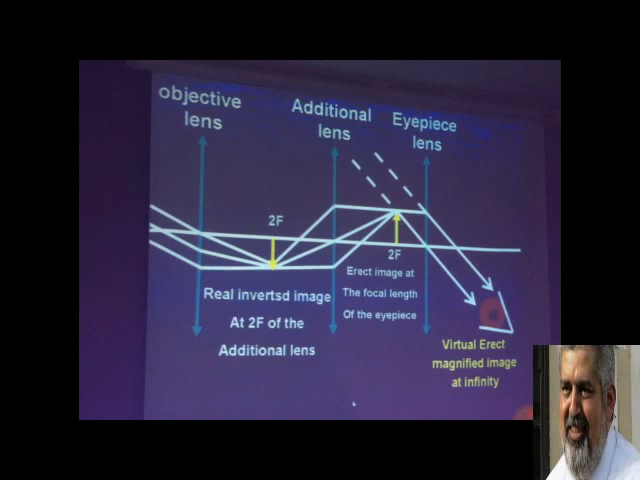 objective
lens
Additional
lens
Eyepiece
lens
2F
2F
Real invertsd image
At 2F of the
Additional lens
Erect image at
The focal length
Of the eyepiece
Virtual Erect
magnified image
at infinity